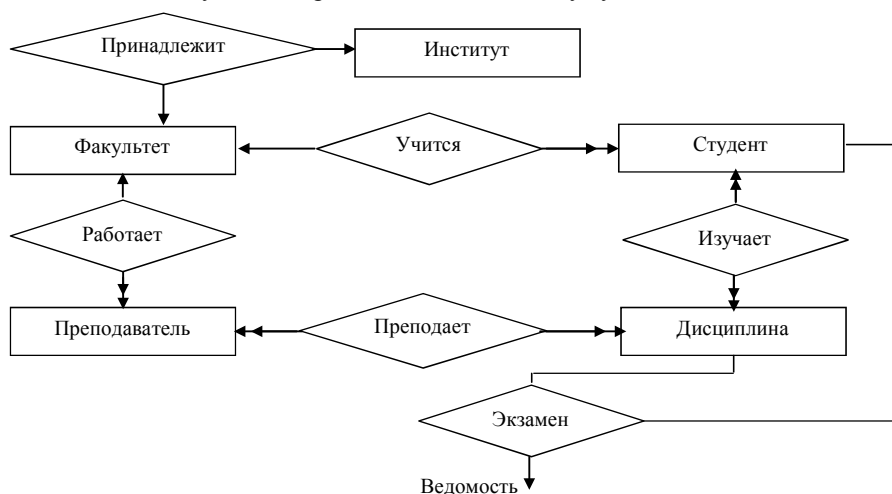 Принадлежит
Институт
Факультет
Учится
Студент
Работает
Изучает
Преподаватель
Преподает
Дисциплина
Экзамен
Ведомость